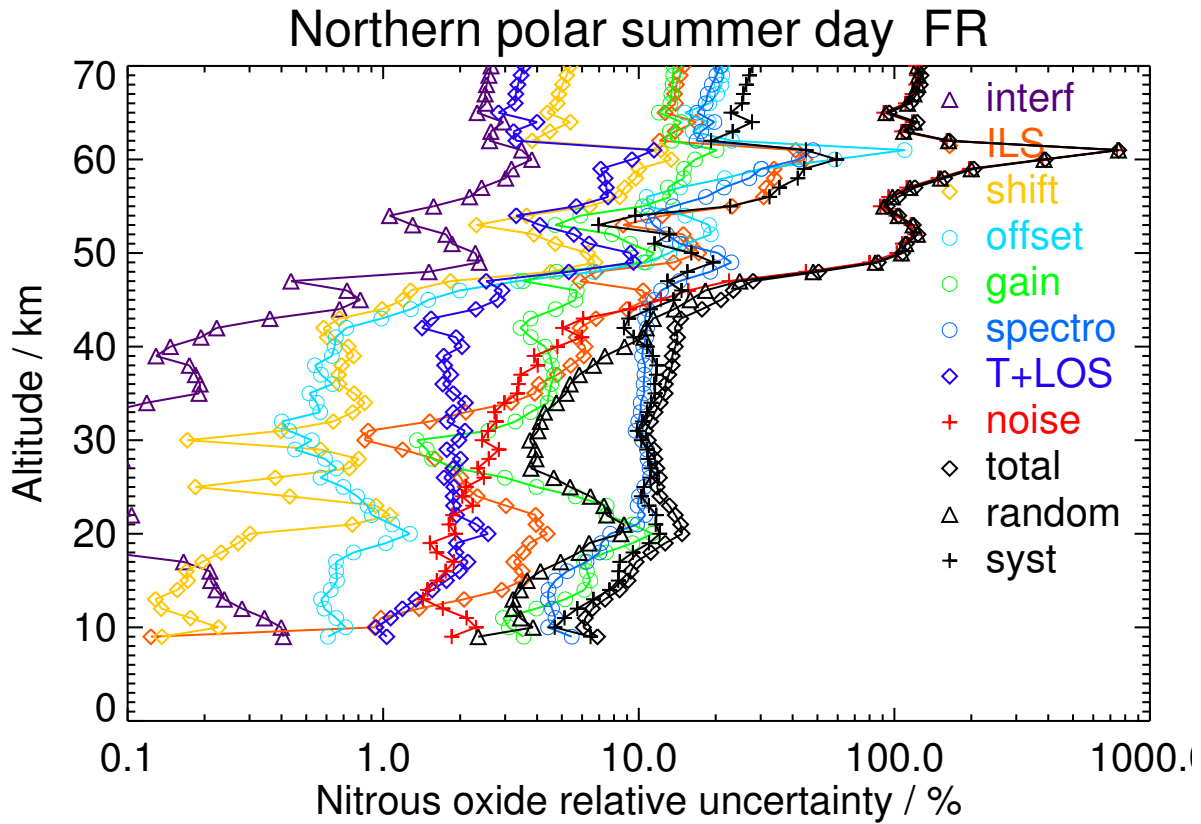 Northern polar summer day  FR
70
60
50
40
30
20
10
0
Altitude / km
interf
ILS
shift
offset
gain
spectro
T+LOS
noise
total
random
syst
0.1 1.0 10.0 100.0 1000.0
Nitrous oxide relative uncertainty / %